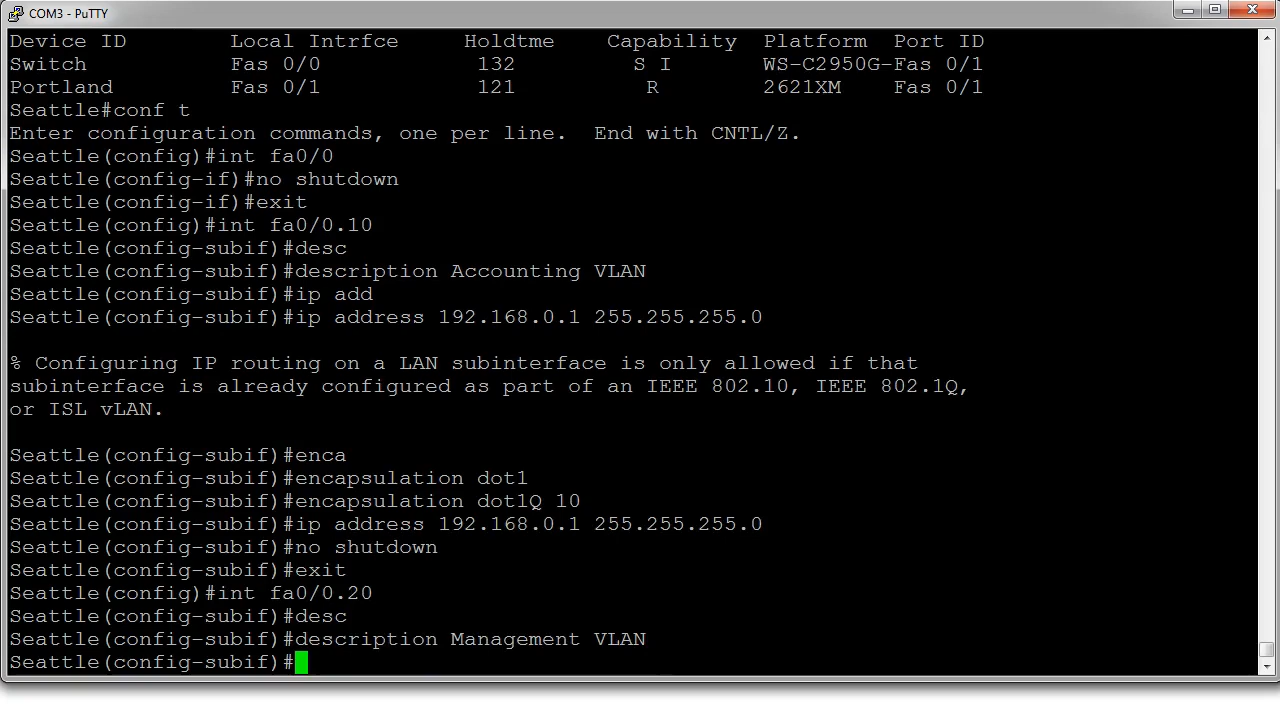 COM3 - PuTTY
Device ID        Local Intrfce     Holdtme    Capability  Platform  Port ID
Switch           Fas 0/0            132          S I       WS-C2950G-Fas 0/1
Portland         Fas 0/1            121           R        2621XM    Fas 0/1
Seattle#conf t
Enter configuration commands, one per line.  End with CNTL/Z.
Seattle(config)#int fa0/0
Seattle(config-if)#no shutdown
Seattle(config-if)#exit
Seattle(config)#int fa0/0.10
Seattle(config-subif)#desc
Seattle(config-subif)#description Accounting VLAN
Seattle(config-subif)#ip add
Seattle(config-subif)#ip address 192.168.0.1 255.255.255.0
% Configuring IP routing on a LAN subinterface is only allowed if that
subinterface is already configured as part of an IEEE 802.10, IEEE 802.1Q,
or ISL vLAN.
Seattle(config-subif)#enca
Seattle(config-subif)#encapsulation dot1
Seattle(config-subif)#encapsulation dot1Q 10
Seattle(config-subif)#ip address 192.168.0.1 255.255.255.0
Seattle(config-subif)#no shutdown
Seattle(config-subif)#exit
Seattle(config)#int fa0/0.20
Seattle(config-subif)#desc
Seattle(config-subif)#description Management VLAN
Seattle(config-subif)#